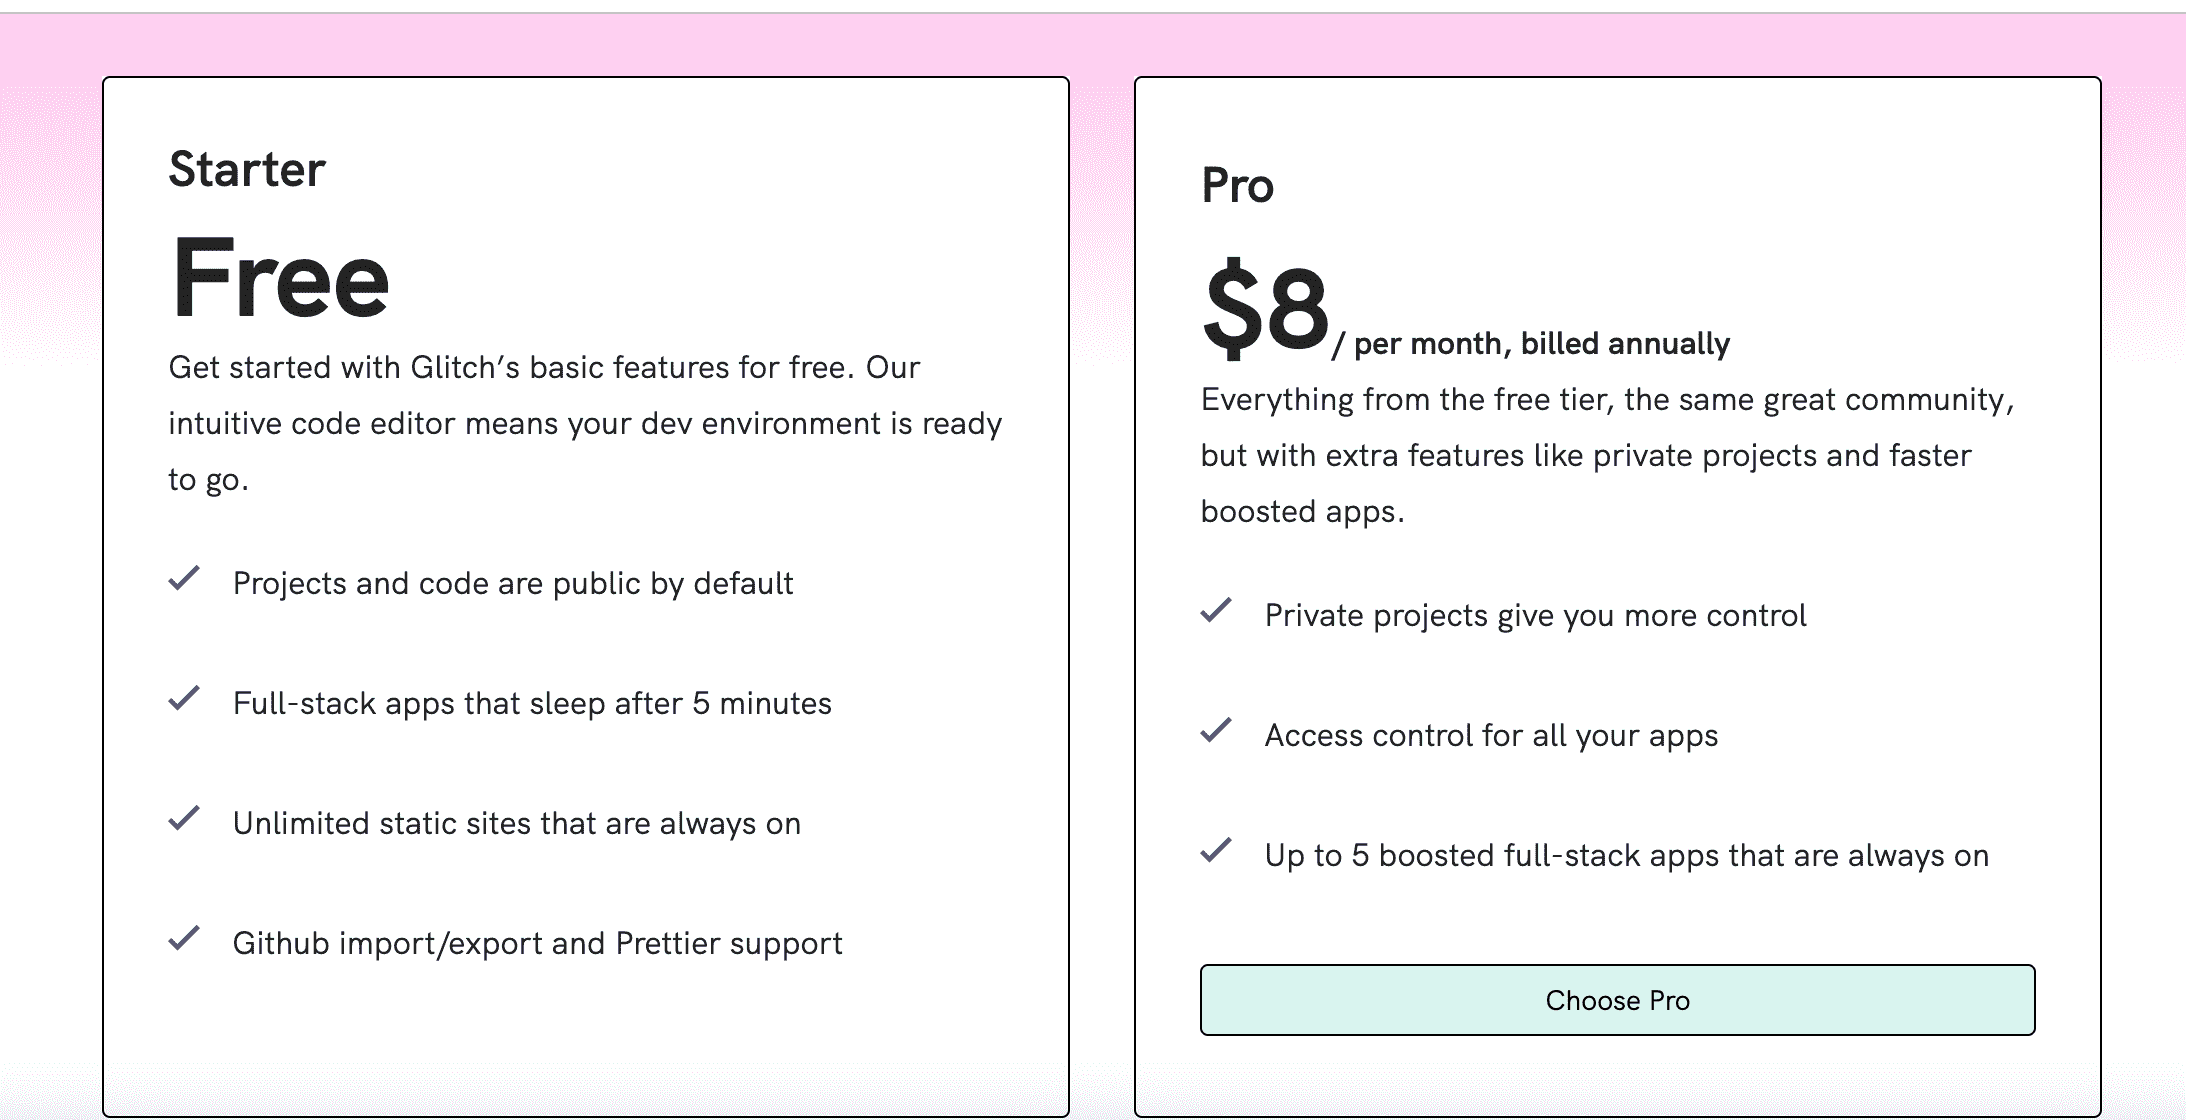 Starter
Free
Get started with Glitch’s basic features for free. Our
intuitive code editor means your dev environment is ready
to go.
Projects and code are public by default
Full-stack apps that sleep after 5 minutes
Unlimited static sites that are always on
Github import/export and Prettier support
Pro
$8/ per month, billed annually
Everything from the free tier, the same great community,
but with extra features like private projects and faster
boosted apps.
Private projects give you more control
Access control for all your apps
Up to 5 boosted full-stack apps that are always on
Choose Pro